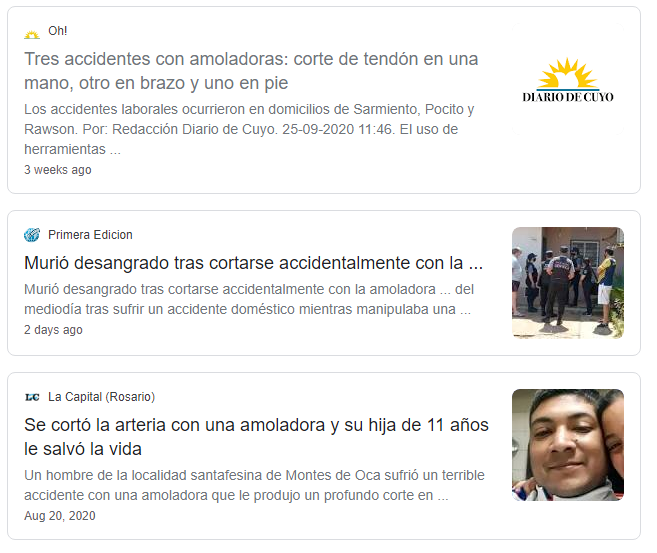 Oh!
Tres accidentes con amoladoras: corte de tendón en una
mano, otro en brazo y uno en pie
Los accidentes laborales ocurrieron en domicilios de Sarmiento, Pocito y
Rawson. Por: Redacción Diario de Cuyo. 25-09-2020 11:46. El uso de
herramientas ...
3 weeks ago
DIARIO DE CUYO
Primera Edicion
Murió desangrado tras cortarse accidentalmente con la ...
Murió desangrado tras cortarse accidentalmente con la amoladora ... del
mediodía tras sufrir un accidente doméstico mientras manipulaba una ...
2 days ago
LC La Capital (Rosario)
Se cortó la arteria con una amoladora y su hija de 11 años
le salvó la vida
Un hombre de la localidad santafesina de Montes de Oca sufrió un terrible
accidente con una amoladora que le produjo un profundo corte en ...
Aug 20, 2020